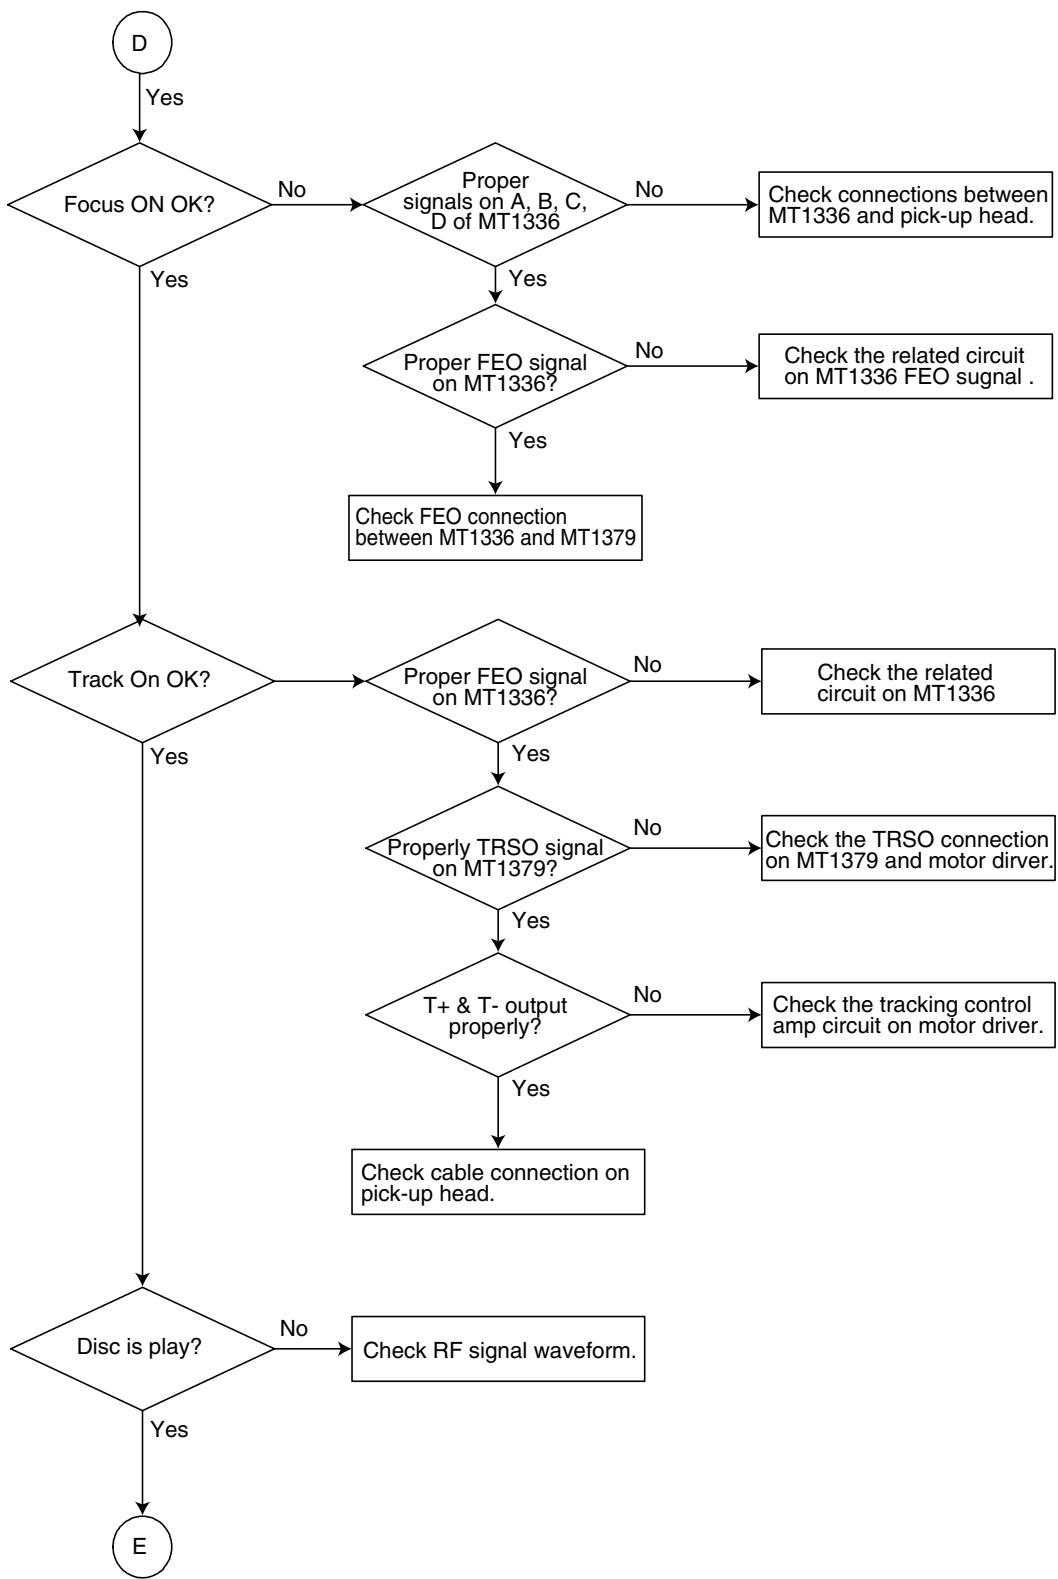 D
Yes
Focus ON OK?
No
Proper
signals on A, B, C,
D of MT1336
No
Check connections between
MT1336 and pick-up head.
Yes
Yes
Proper FEO signal
on MT1336?
No
Check the related circuit
on MT1336 FEO sugnal .
Yes
Check FEO connection
between MT1336 and MT1379
Track On OK?
Proper FEO signal
on MT1336?
No
Check the related
circuit on MT1336
Yes
Yes
Properly TRSO signal
on MT1379?
No
Check the TRSO connection
on MT1379 and motor dirver.
Yes
T+ & T- output
properly?
No
Check the tracking control
amp circuit on motor driver.
Yes
Check cable connection on
pick-up head.
Disc is play?
No
Check RF signal waveform.
Yes
E